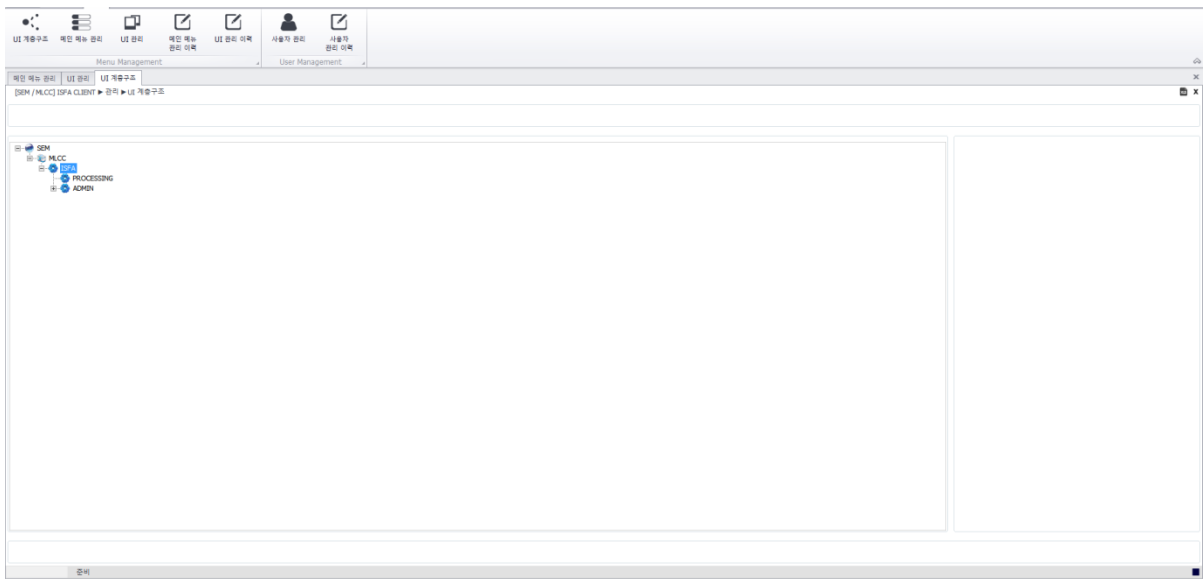 UI 계층구조 메인 메뉴 관리 UI 관리 메인 메뉴 관리 이력 UI 관리 이력 사용자 관리 사용자 관리 이력
Menu Management User Management
메인 메뉴 관리 UI 관리 UI 계층구조
[SEM / MLCC] ISFA CLIENT ▶ 관리 ▶ UI 계층구조
SEM
MLCC
ISFA
PROCESSING
ADMIN
준비